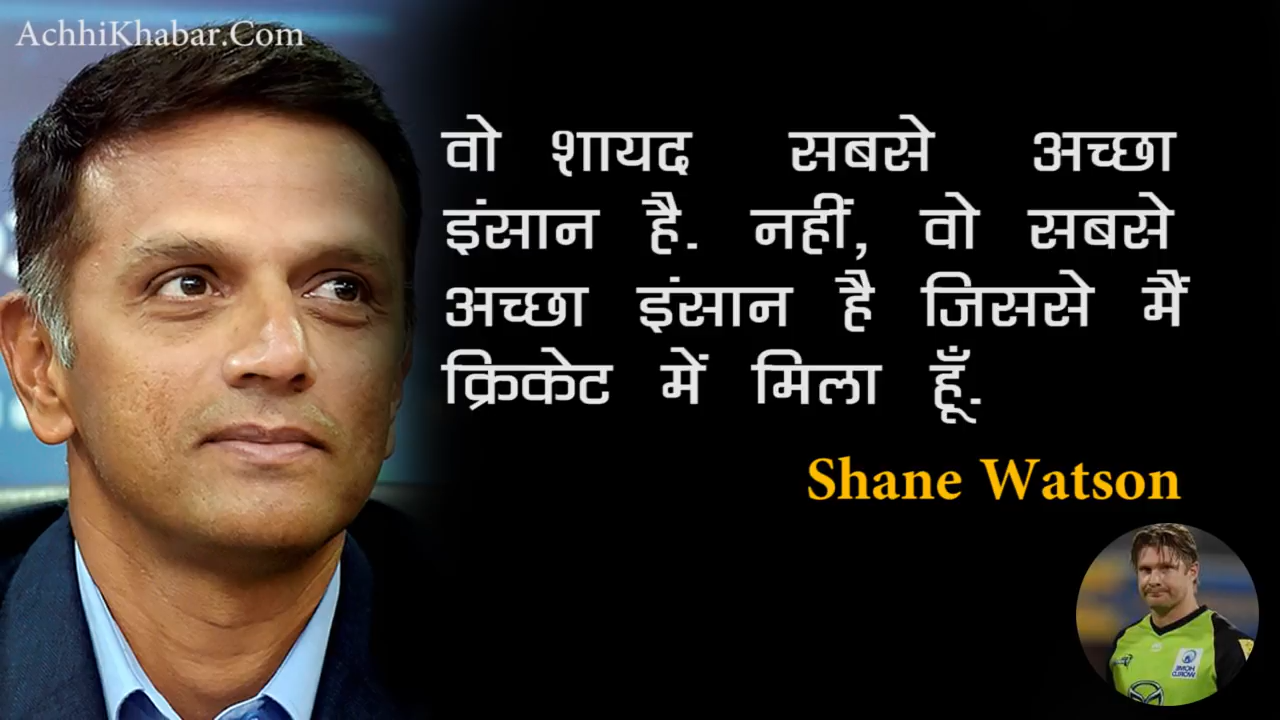 AchhiKhabar.Com
वो शायद सबसे अच्छा
इंसान है. नहीं, वो सबसे
अच्छा इंसान है जिससे मैं
क्रिकेट में मिला हूँ.
Shane Watson